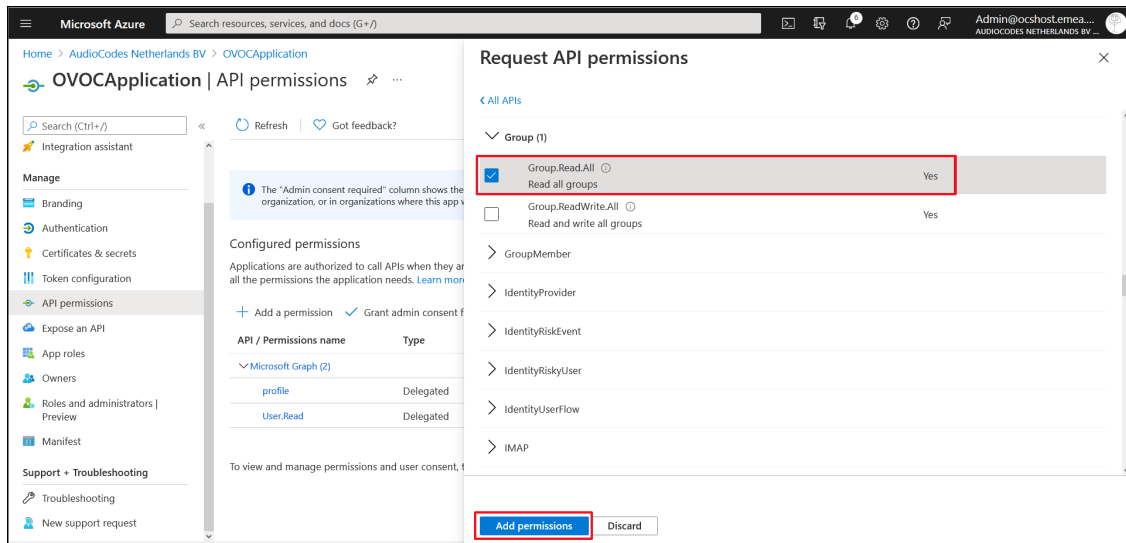 Microsoft Azure
Search resources, services, and docs (G+/)
6
Admin@ocshost.emea....
AUDIOCODES NETHERLANDS BV ...
Home > AudioCodes Netherlands BV > OVOCApplication
OVOCApplication | API permissions
Search (Ctrl+/)
Integration assistant
Manage
Branding
Authentication
Certificates & secrets
Token configuration
API permissions
Expose an API
App roles
Owners
Roles and administrators |
Preview
Manifest
Support + Troubleshooting
Troubleshooting
New support request
Refresh
Got feedback?
The "Admin consent required" column shows the
organization, or in organizations where this app w
Configured permissions
Applications are authorized to call APIs when they ar
all the permissions the application needs. Learn mor
Add a permission
Grant admin consent f
API / Permissions name Type
Microsoft Graph (2)
profile Delegated
User.Read Delegated
To view and manage permissions and user consent, t
Request API permissions
All APIs
Group (1)
Group.Read.All
Read all groups
Yes
Group.ReadWrite.All
Read and write all groups
Yes
GroupMember
IdentityProvider
IdentityRiskEvent
IdentityRiskyUser
IdentityUserFlow
IMAP
Add permissions
Discard